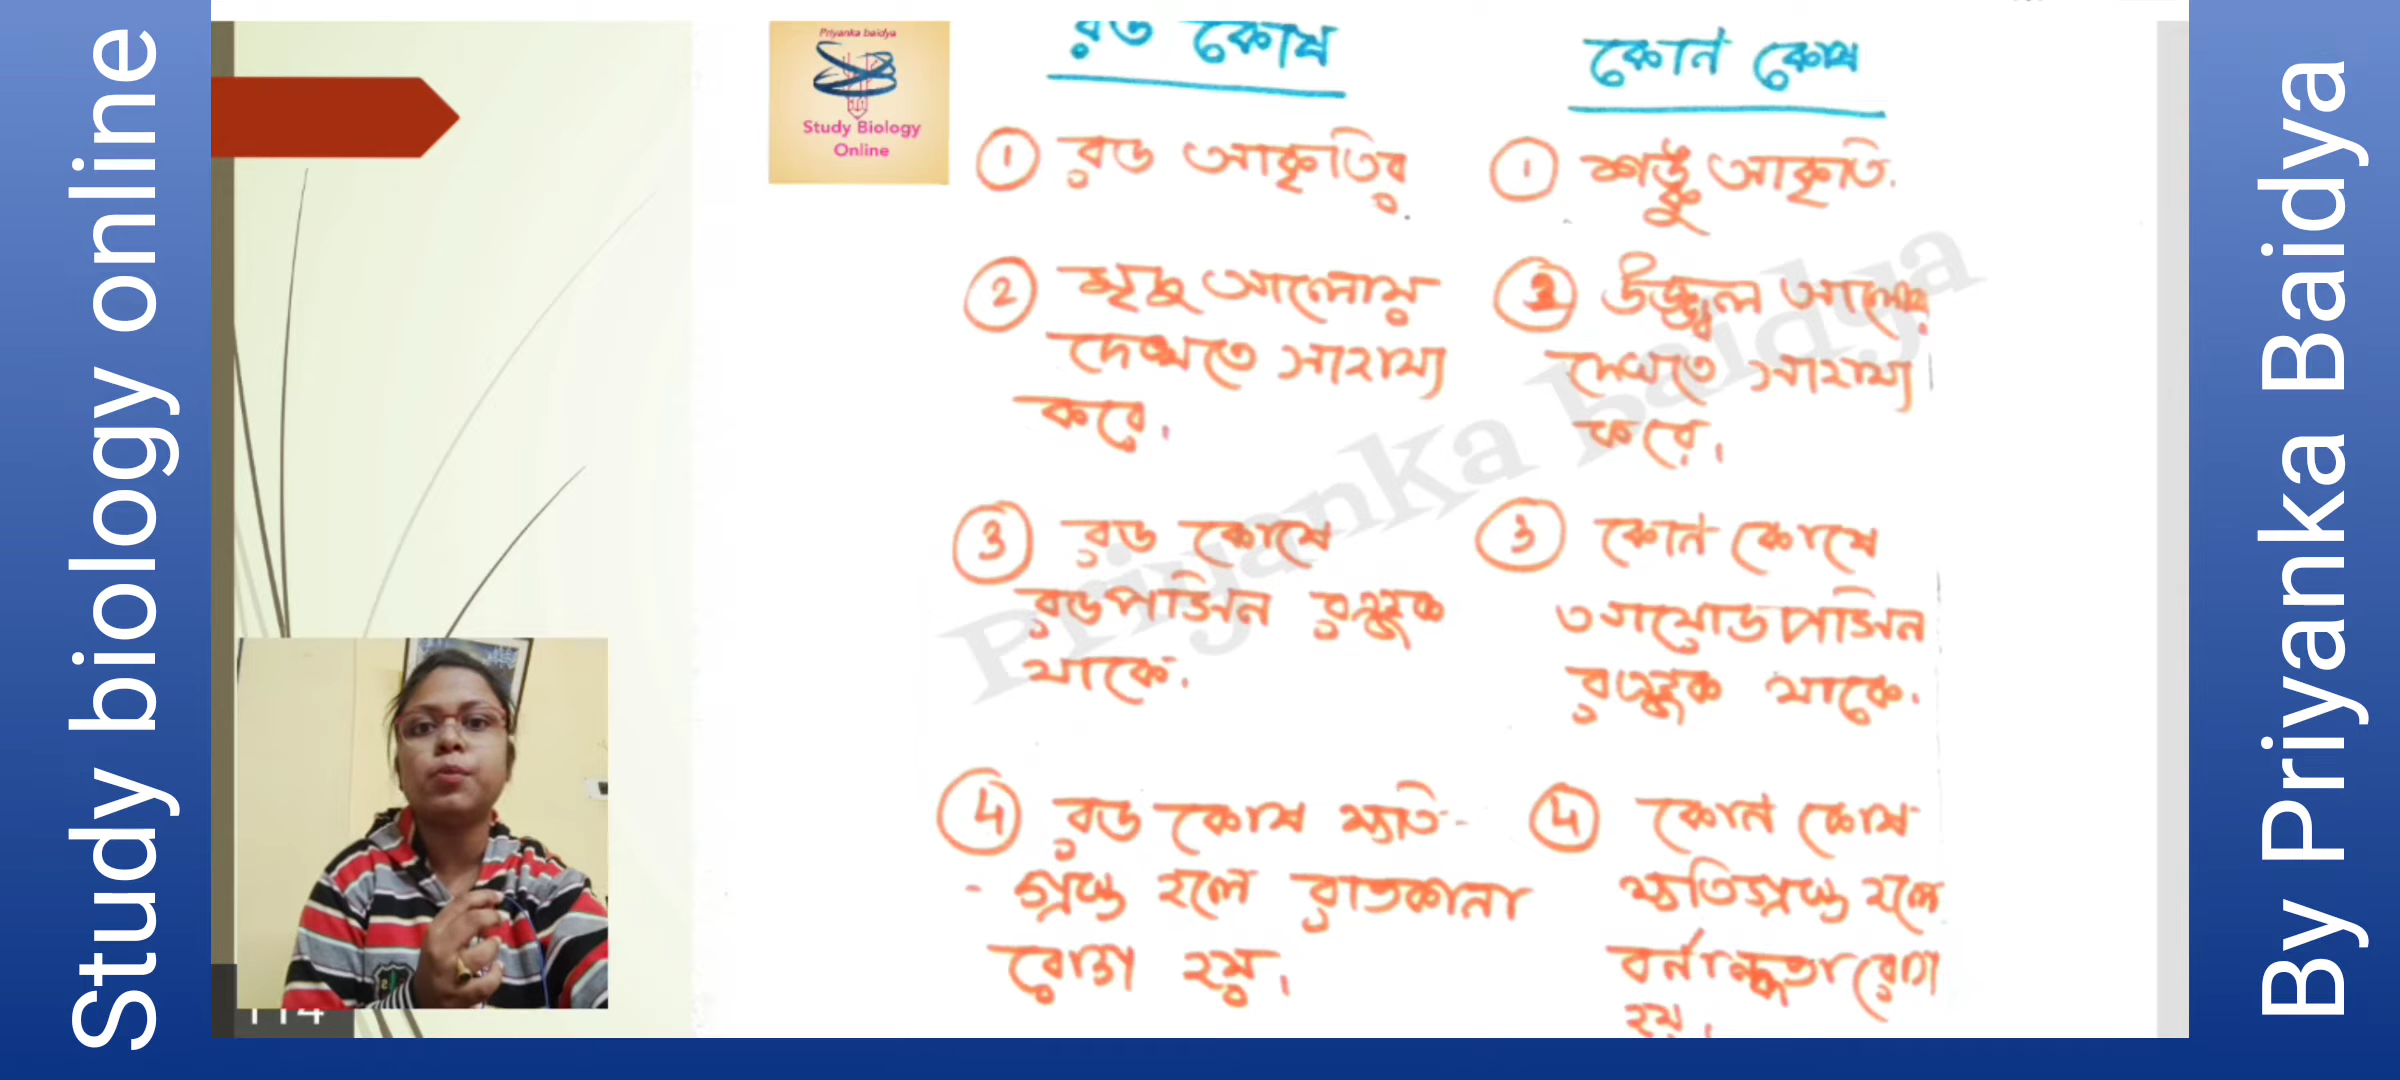 Study biology online
Priyanka baidya
Study Biology
Online
রড কোষ
① রড আকৃতির
② মৃদু আলোয়
দেখতে সাহায্য
করে।
③ রড কোষে
রডপসিন রঞ্জক
থাকে.
④ রড কোষ ক্ষতি-
- গ্রস্ত হলে রাতকানা
রোগ হয়।
কোন কোষ
① শঙ্কু আকৃতি.
② উজ্জ্বল আলোয়
দেখতে সাহায্য
করে।
③ কোন কোষে
রঞ্জক থাকে.
④ কোন কোষ
ক্ষতিগ্রস্ত হলে
বর্নান্ধতা রোগ
হয়।
Priyanka baidya
114
By Priyanka Baidya